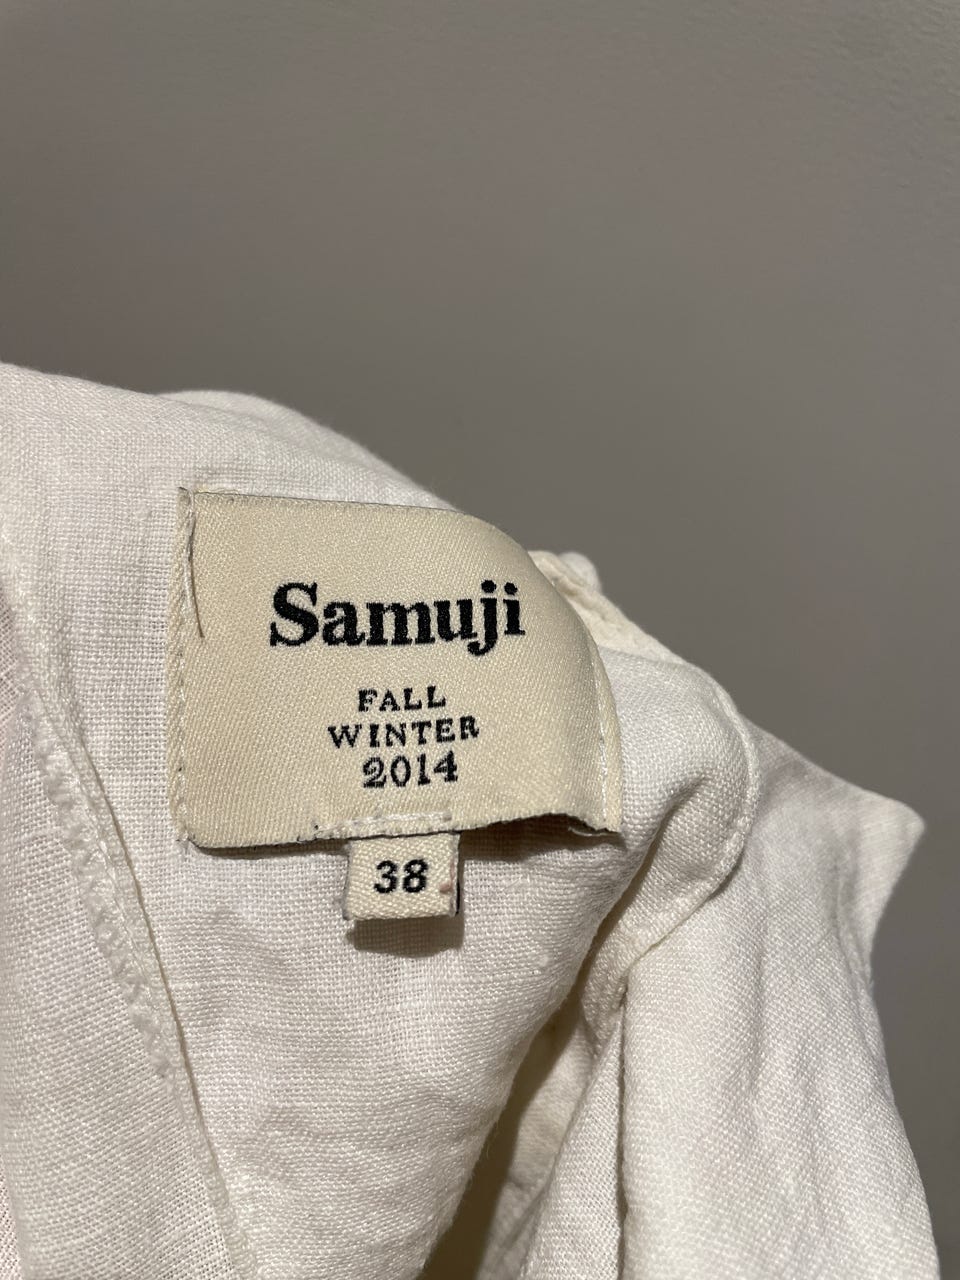 Samuji
FALL
WINTER
2014
38